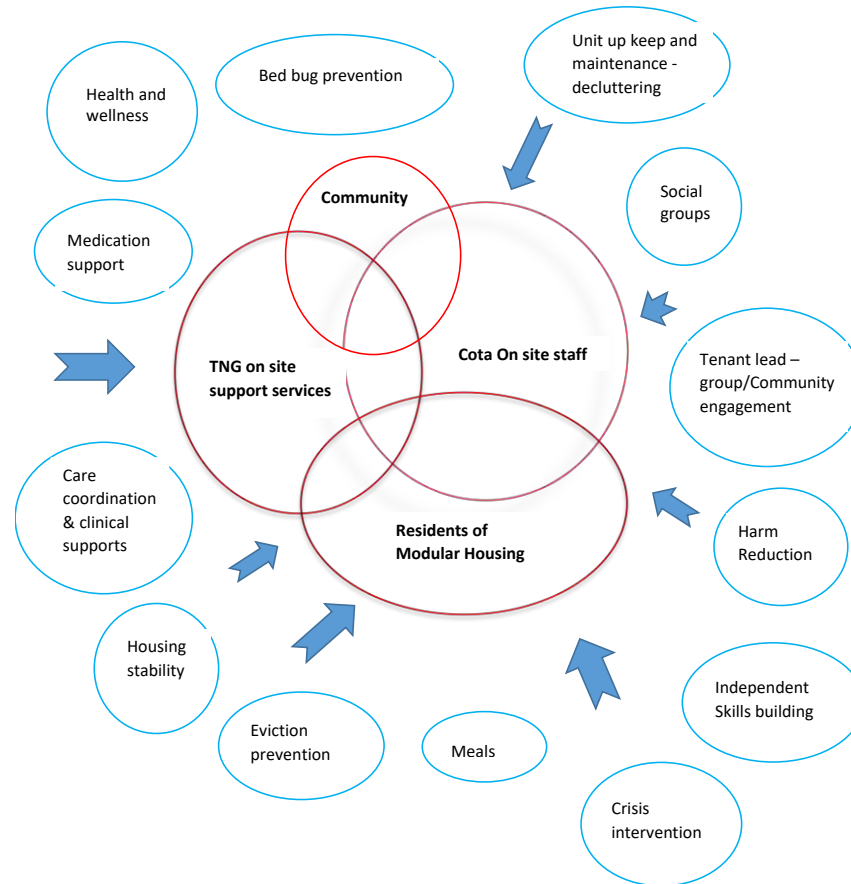 Unit up keep and
maintenance -
decluttering
Bed bug prevention
Health and
wellness
Social
groups
Community
Medication
support
Tenant lead –
group/Community
engagement
TNG on site
support services
Cota On site staff
Care
coordination
& clinical
supports
Residents of
Modular Housing
Harm
Reduction
Housing
stability
Independent
Skills building
Eviction
prevention
Meals
Crisis
intervention